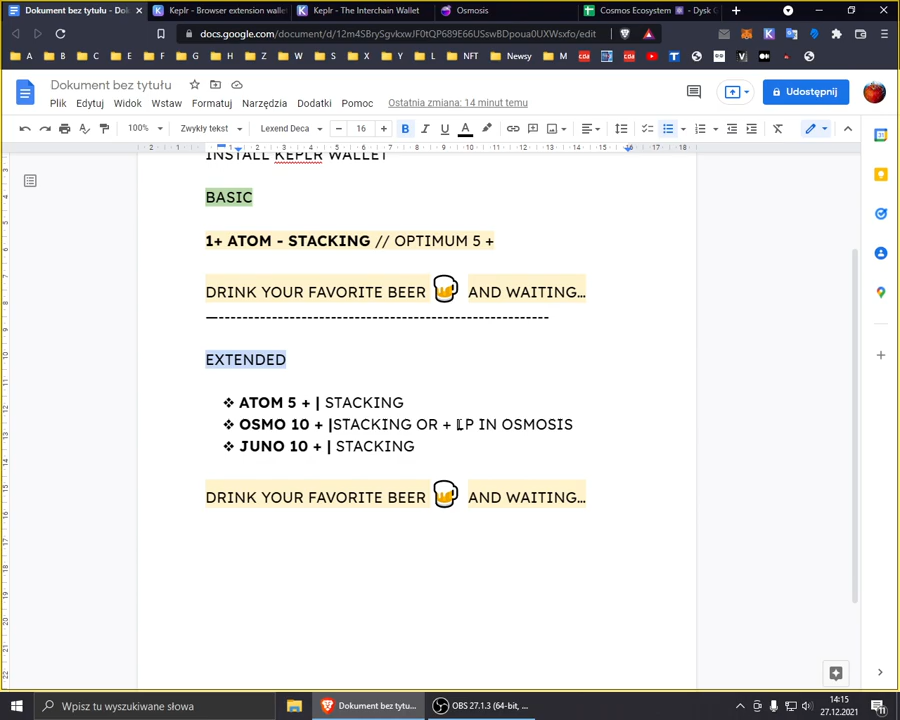 Dokument bez tytułu - Dok
Keplr - Browser extension wallet
Keplr - The Interchain Wallet
Osmosis
Cosmos Ecosystem - Dysk G
docs.google.com/document/d/12m4SBrySgvkxwJF0tQP689E66USswBDpoua0UXWsxfo/edit
A
B
C
E
F
G
H
Z
I
S
X
Y
L
NFT
Newsy
M
Dokument bez tytułu
Plik Edytuj Widok Wstaw Formatuj Narzędzia Dodatki Pomoc
Ostatnia zmiana: 14 minut temu
Udostępnij
100% Zwykły tekst Lexend Deca 16
INSTALL KEPLR WALLET
BASIC
1+ ATOM - STACKING // OPTIMUM 5 +
DRINK YOUR FAVORITE BEER 🍺 AND WAITING...
—--------------------------------------------------------
EXTENDED
❖ ATOM 5 + | STACKING
❖ OSMO 10 + |STACKING OR + LP IN OSMOSIS
❖ JUNO 10 + | STACKING
DRINK YOUR FAVORITE BEER 🍺 AND WAITING...
Wpisz tu wyszukiwane słowa
Dokument bez tytu...
OBS 27.1.3 (64-bit, ...
14:15
27.12.2021